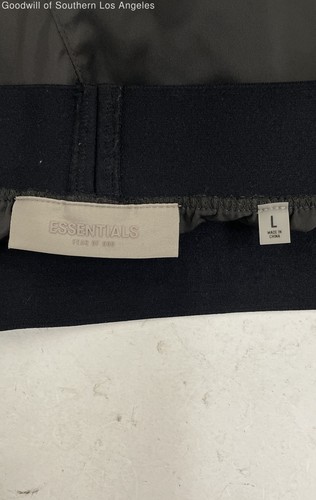 Goodwill of Southern Los Angeles
ESSENTIALS
FEAR OF GOD
L
MADE IN
CHINA